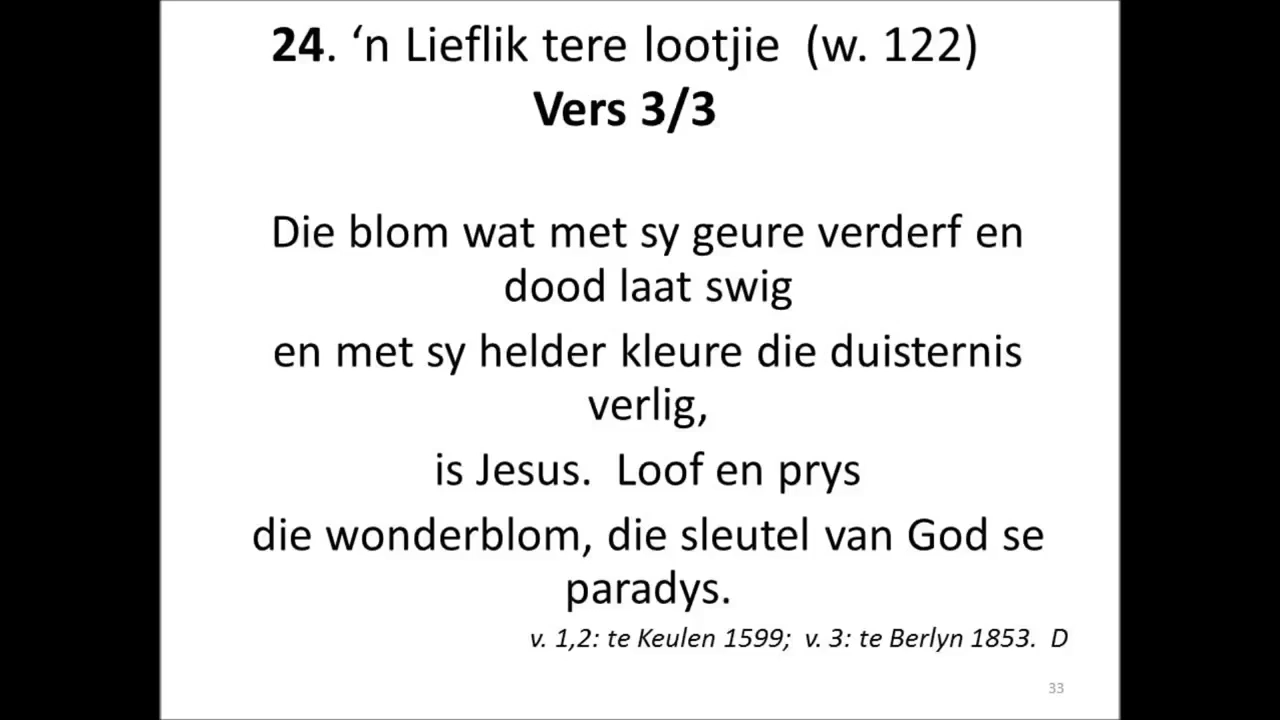 24. ‘n Lieflik tere lootjie (w. 122)
Vers 3/3
Die blom wat met sy geure verderf en
dood laat swig
en met sy helder kleure die duisternis
verlig,
is Jesus. Loof en prys
die wonderblom, die sleutel van God se
paradys.
v. 1,2: te Keulen 1599; v. 3: te Berlyn 1853. D
33